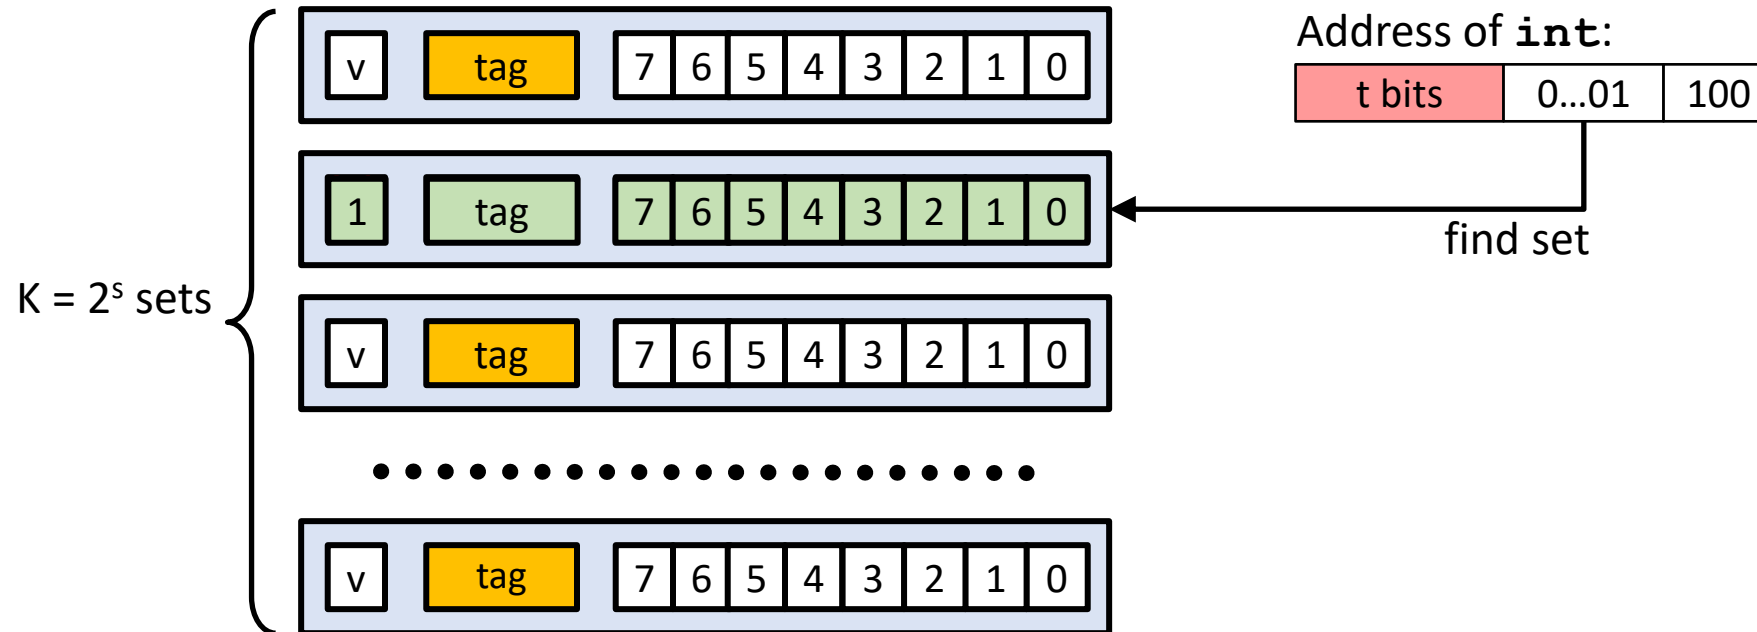 v tag 7 6 5 4 3 2 1 0
Address of int:
t bits 0...01 100
1 tag 7 6 5 4 3 2 1 0
find set
K = 2ˢ sets
v tag 7 6 5 4 3 2 1 0
v tag 7 6 5 4 3 2 1 0